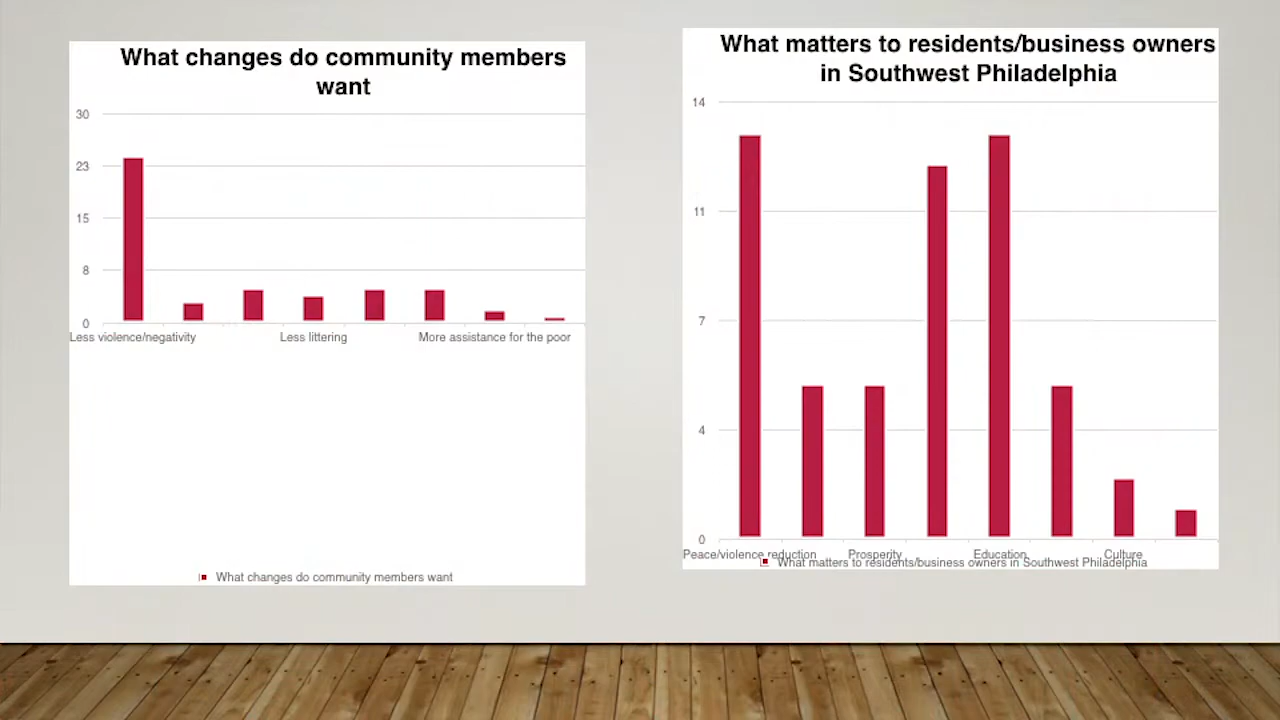 What changes do community members
want
30
23
15
8
0
Less violence/negativity
Less littering
More assistance for the poor
What changes do community members want
What matters to residents/business owners
in Southwest Philadelphia
14
11
7
4
0
Peace/violence reduction
Prosperity
Education
Culture
What matters to residents/business owners in Southwest Philadelphia